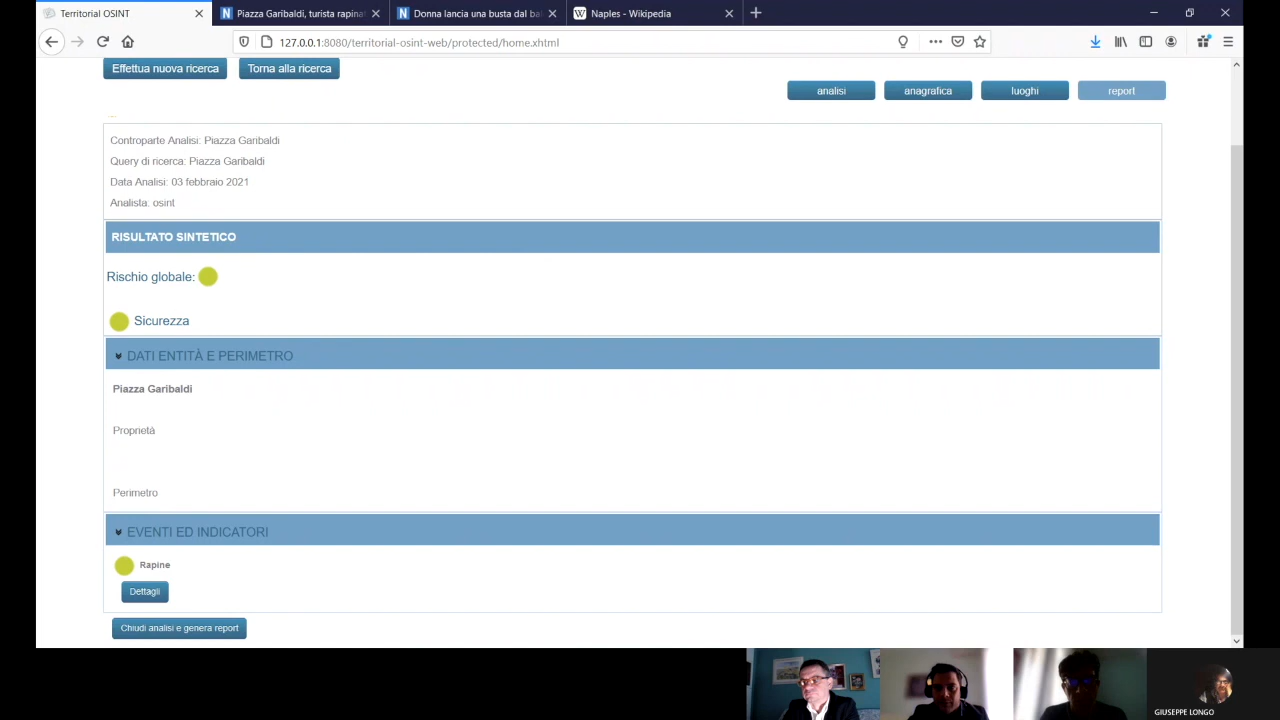 Territorial OSINT
Piazza Garibaldi, turista rapinat
Donna lancia una busta dal bal
Naples - Wikipedia
127.0.0.1:8080/territorial-osint-web/protected/home.xhtml
Effettua nuova ricerca
Torna alla ricerca
analisi
anagrafica
luoghi
report
Controparte Analisi: Piazza Garibaldi
Query di ricerca: Piazza Garibaldi
Data Analisi: 03 febbraio 2021
Analista: osint
RISULTATO SINTETICO
Rischio globale:
Sicurezza
DATI ENTITÀ E PERIMETRO
Piazza Garibaldi
Proprietà
Perimetro
EVENTI ED INDICATORI
Rapine
Dettagli
Chiudi analisi e genera report
GIUSEPPE LONGO